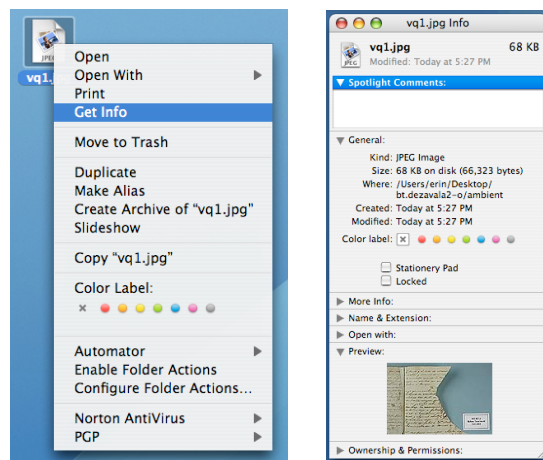 JPEG
vq1.j
Open
Open With
Print
Get Info
Move to Trash
Duplicate
Make Alias
Create Archive of "vq1.jpg"
Slideshow
Copy “vq1.jpg”
Color Label:
Automator
Enable Folder Actions
Configure Folder Actions...
Norton AntiVirus
PGP
vq1.jpg Info
JPEG
vq1.jpg 68 KB
Modified: Today at 5:27 PM
Spotlight Comments:
General:
Kind: JPEG Image
Size: 68 KB on disk (66,323 bytes)
Where: /Users/erin/Desktop/
bt.dezavala2-o/ambient
Created: Today at 5:27 PM
Modified: Today at 5:27 PM
Color label:
Stationery Pad
Locked
More Info:
Name & Extension:
Open with:
Preview:
Ownership & Permissions: